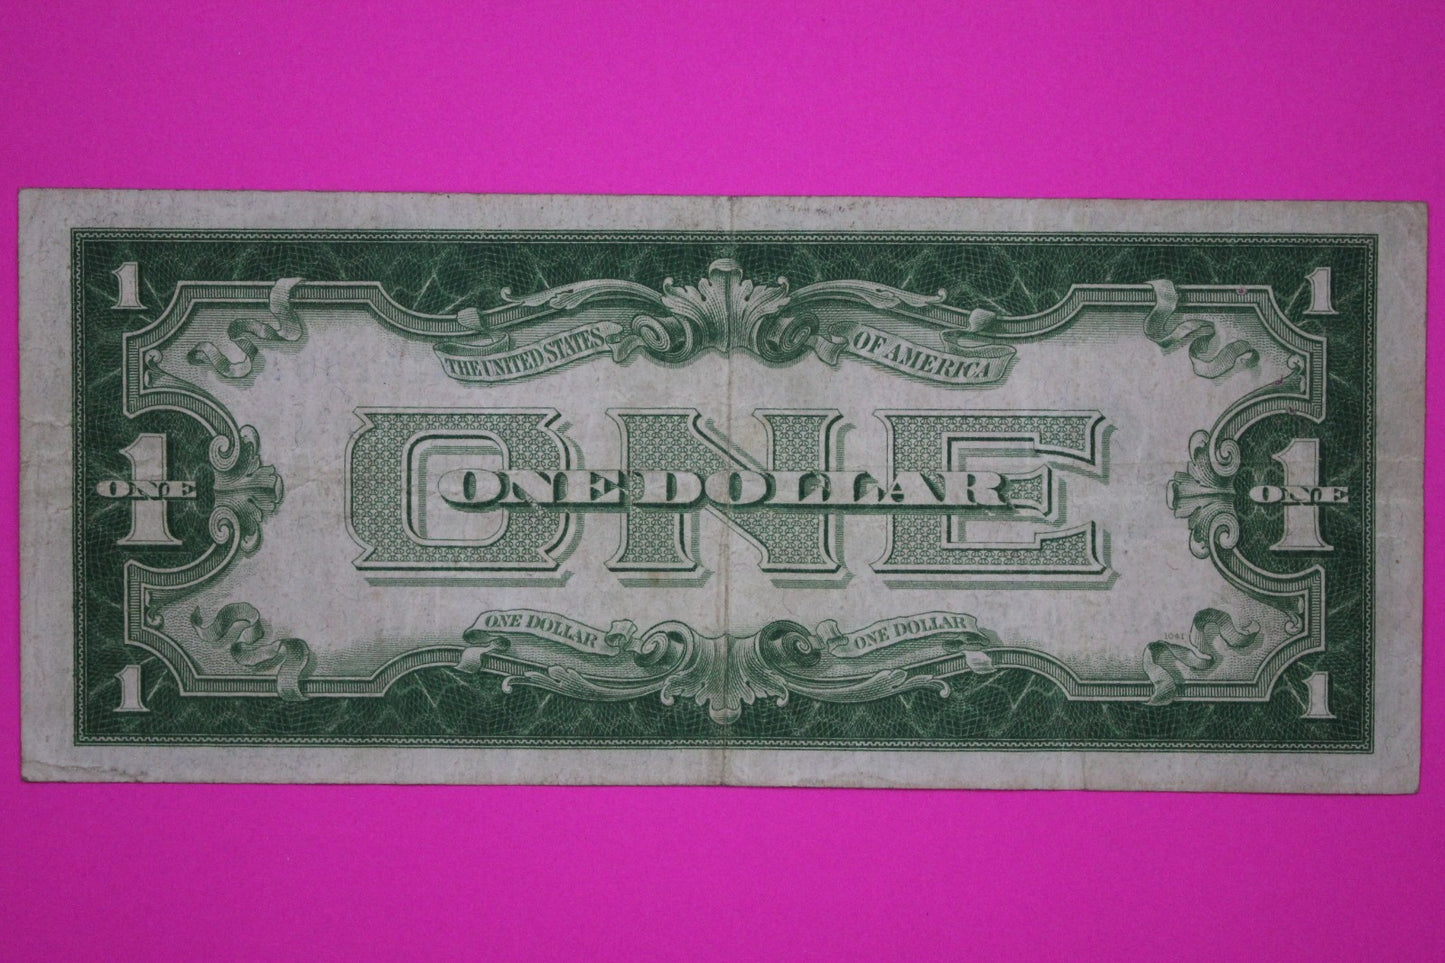 1 1
THE UNITED STATES OF AMERICA
ONE
1 ONE
ONE DOLLAR
1 ONE
ONE DOLLAR ONE DOLLAR
1041
1 1